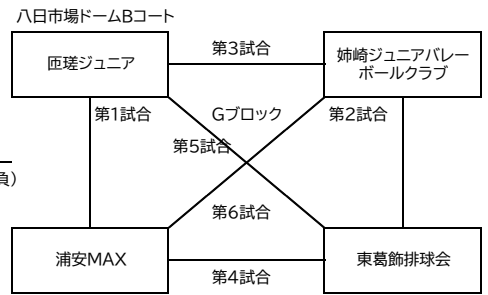 八日市場ドームBコート
匝瑳ジュニア
第3試合
姉崎ジュニアバレー
ボールクラブ
第1試合
Gブロック
第2試合
第5試合
負)
第6試合
浦安MAX
第4試合
東葛飾排球会